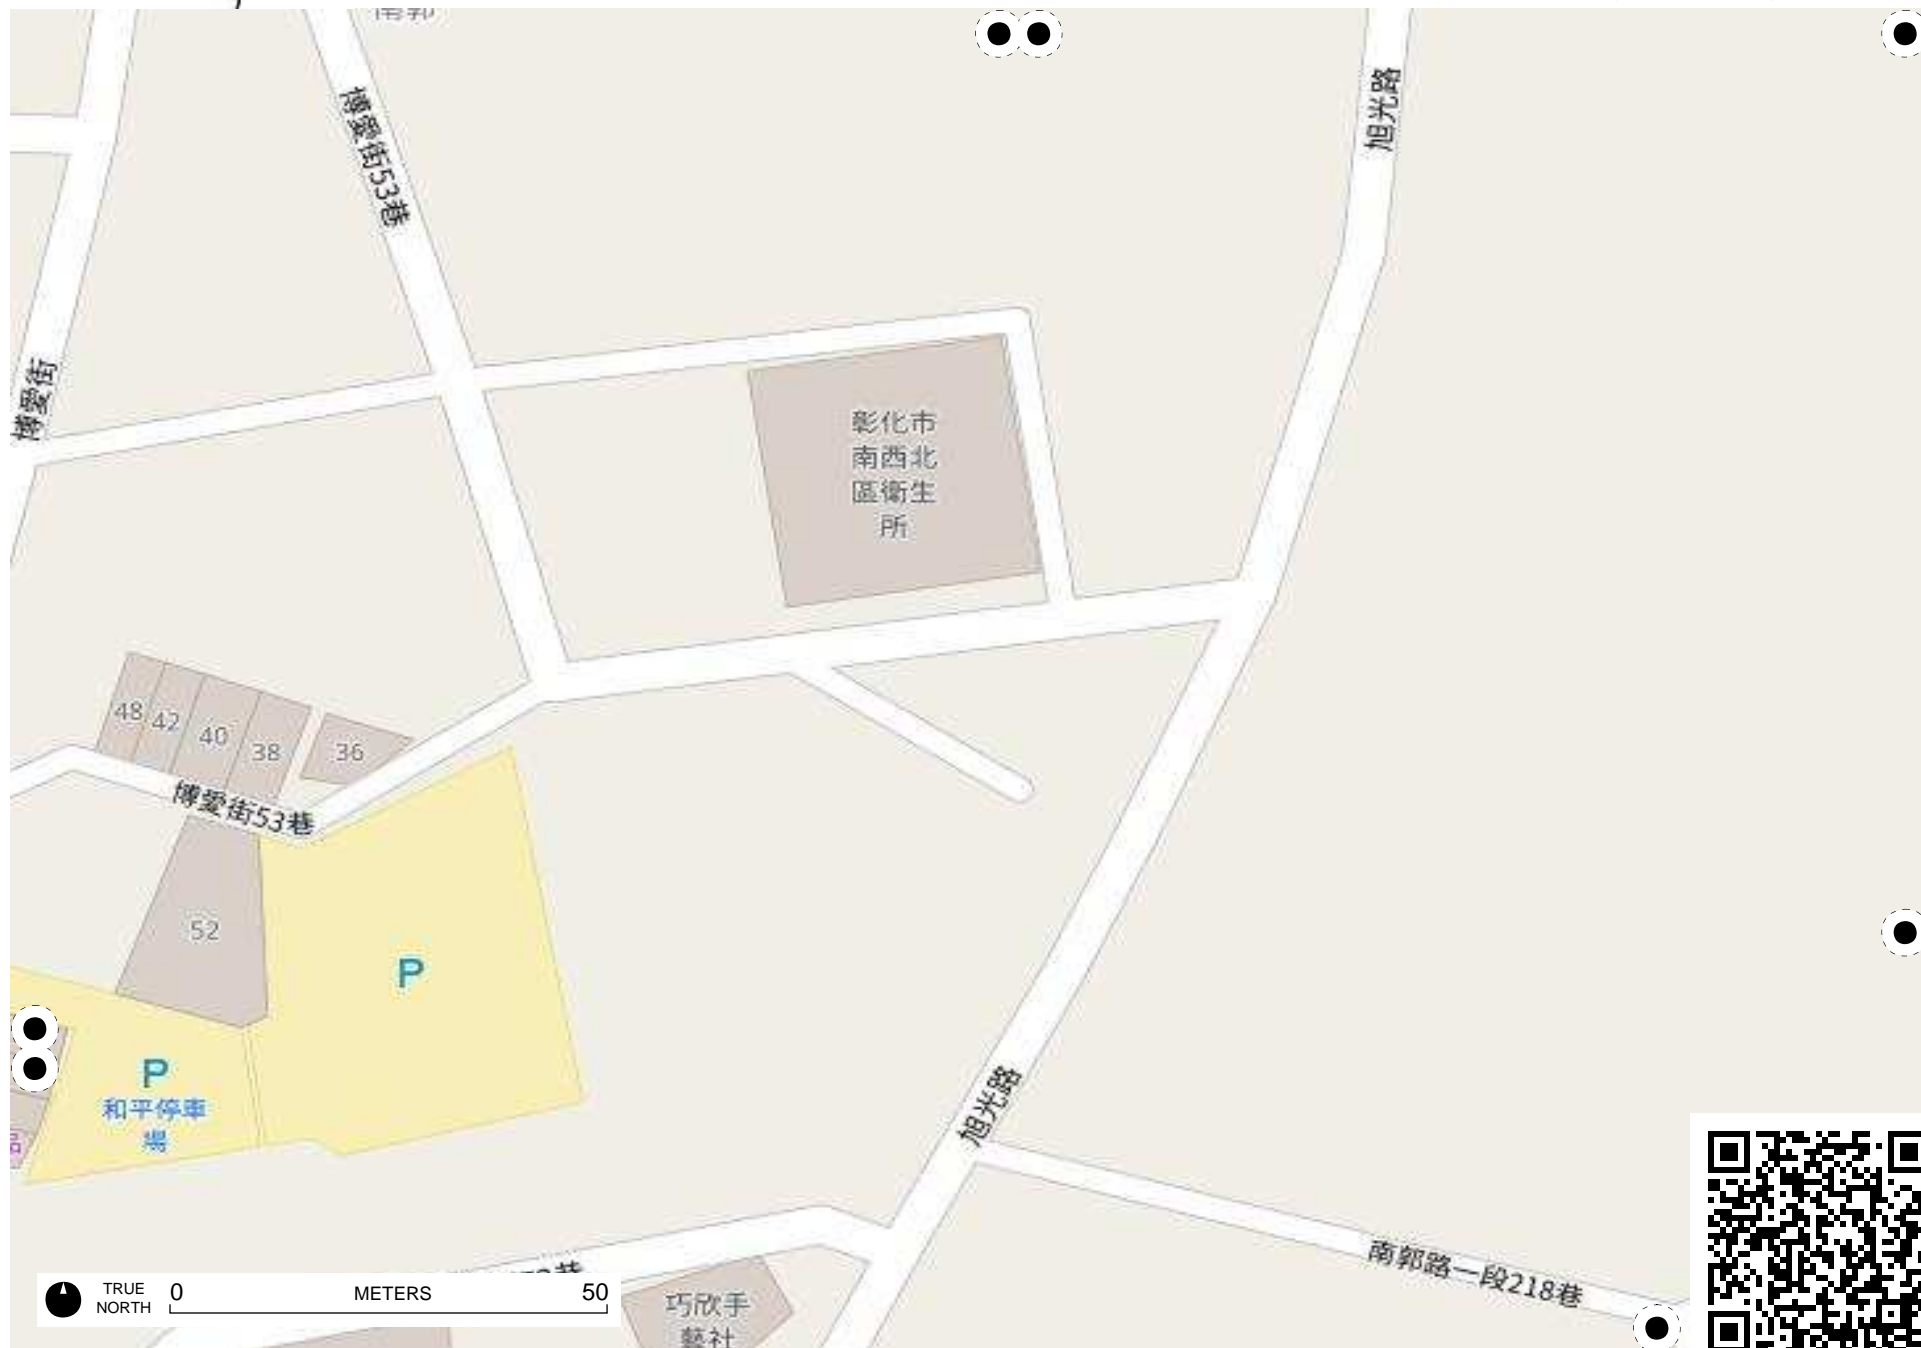 南郭
博愛街53巷
旭光路
博愛街
彰化市
南西北
區衛生
所
48
42
40
38
36
博愛街53巷
52
P
P
和平停車
場
品
旭光路
南郭路一段218巷
巧欣手
藝社
TRUE
NORTH
0
METERS
50